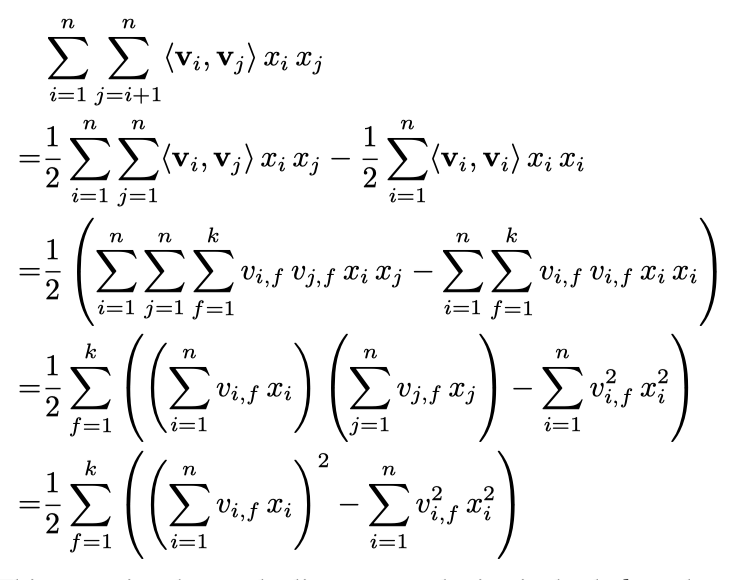 \sum_{i=1}^{n} \sum_{j=i+1}^{n} \langle \mathbf{v}_i, \mathbf{v}_j \rangle \, x_i \, x_j
= \frac{1}{2} \sum_{i=1}^{n} \sum_{j=1}^{n} \langle \mathbf{v}_i, \mathbf{v}_j \rangle \, x_i \, x_j - \frac{1}{2} \sum_{i=1}^{n} \langle \mathbf{v}_i, \mathbf{v}_i \rangle \, x_i \, x_i
= \frac{1}{2} \left( \sum_{i=1}^{n} \sum_{j=1}^{n} \sum_{f=1}^{k} v_{i,f} \, v_{j,f} \, x_i \, x_j - \sum_{i=1}^{n} \sum_{f=1}^{k} v_{i,f} \, v_{i,f} \, x_i \, x_i \right)
= \frac{1}{2} \sum_{f=1}^{k} \left( \left( \sum_{i=1}^{n} v_{i,f} \, x_i \right) \left( \sum_{j=1}^{n} v_{j,f} \, x_j \right) - \sum_{i=1}^{n} v_{i,f}^2 \, x_i^2 \right)
= \frac{1}{2} \sum_{f=1}^{k} \left( \left( \sum_{i=1}^{n} v_{i,f} \, x_i \right)^2 - \sum_{i=1}^{n} v_{i,f}^2 \, x_i^2 \right)